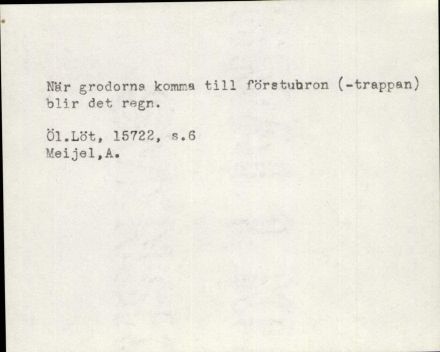 När grodorna komma till förstubron (-trappan)
blir det regn.
Öl.Löt, 15722, s.6
Meijel,A.